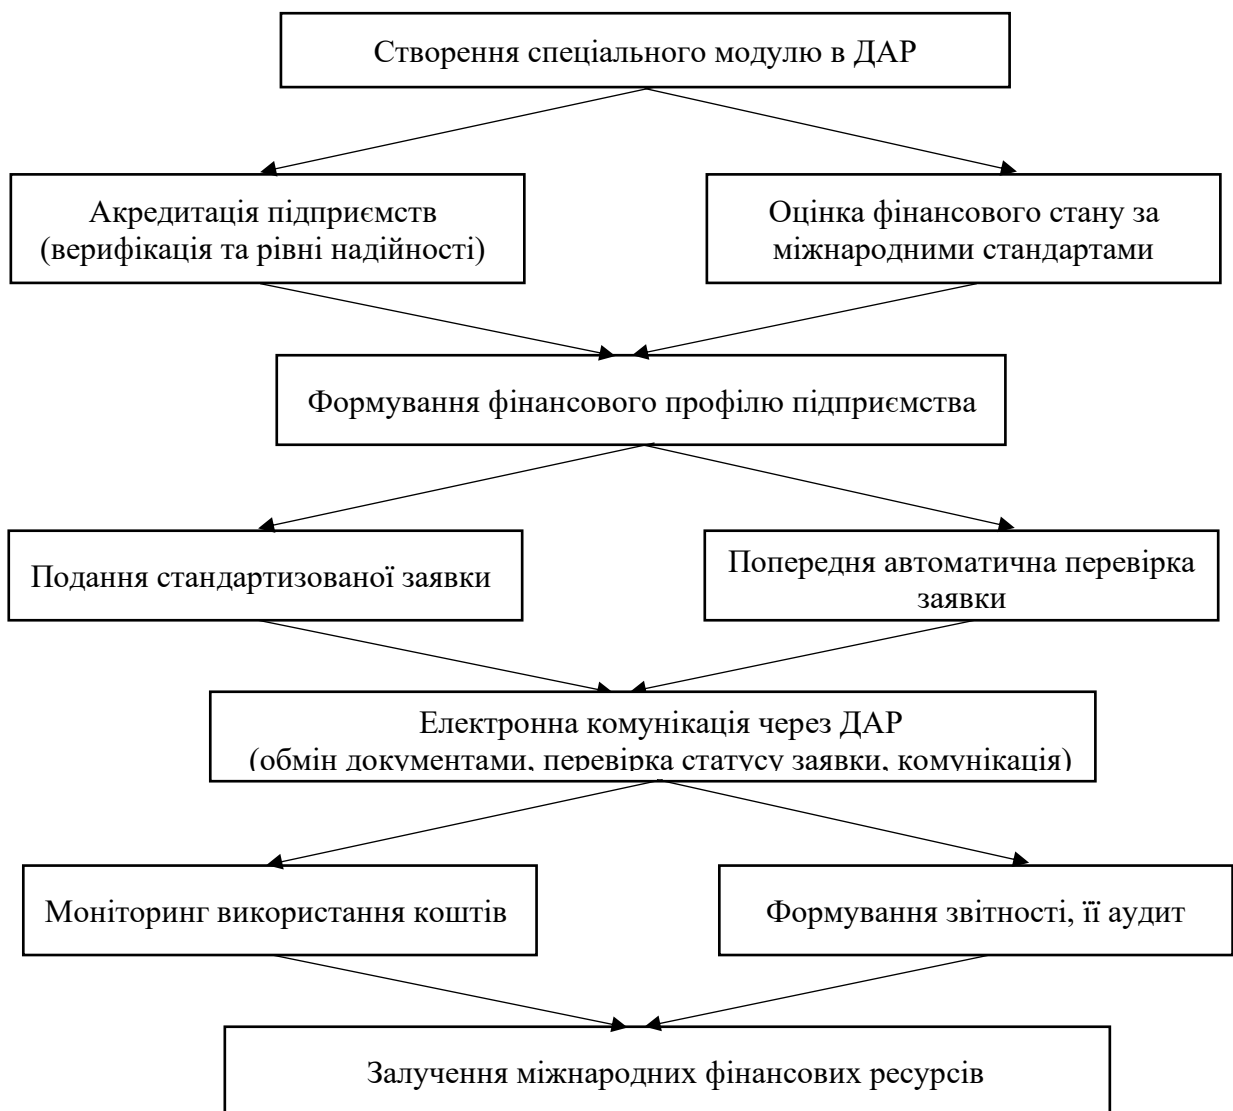 Створення спеціального модулю в ДАР
Акредитація підприємств
(верифікація та рівні надійності)
Оцінка фінансового стану за
міжнародними стандартами
Формування фінансового профілю підприємства
Подання стандартизованої заявки
Попередня автоматична перевірка
заявки
Електронна комунікація через ДАР
(обмін документами, перевірка статусу заявки, комунікація)
Моніторинг використання коштів
Формування звітності, її аудит
Залучення міжнародних фінансових ресурсів